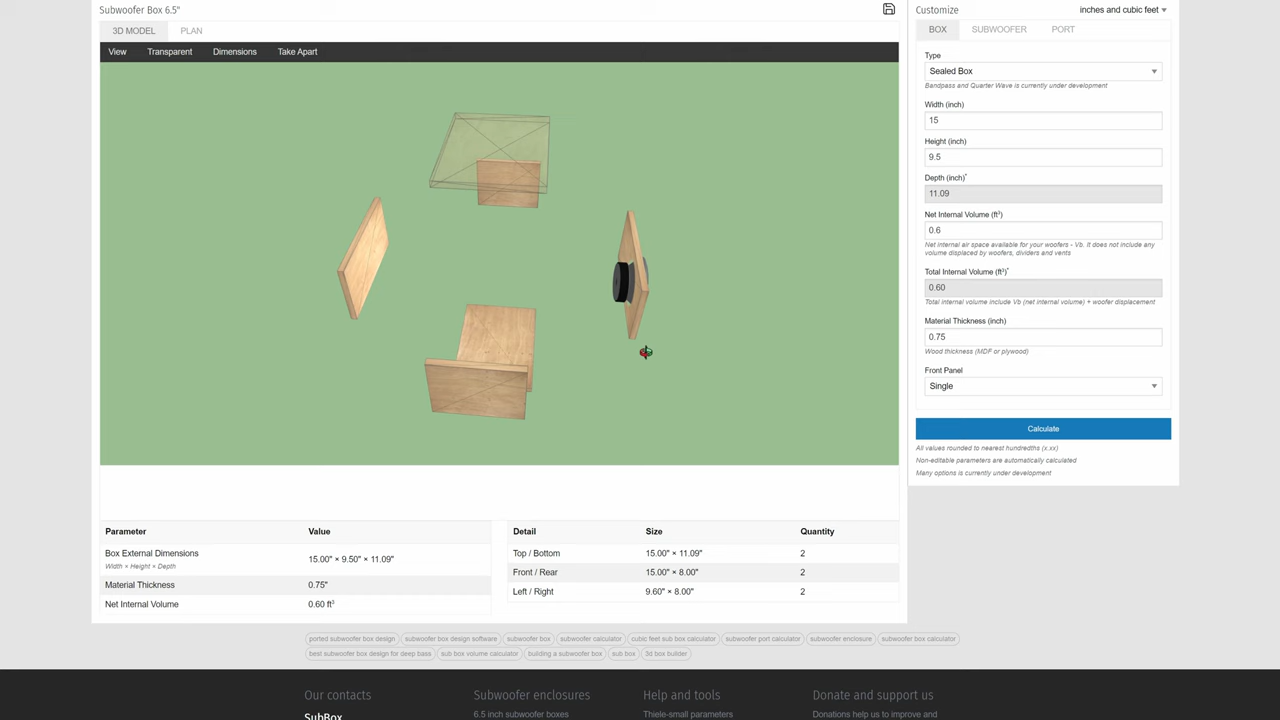 Subwoofer Box 6.5"
3D MODEL PLAN
View Transparent Dimensions Take Apart
Parameter Value
Box External Dimensions 15.00" × 9.50" × 11.09"
Width × Height × Depth
Material Thickness 0.75"
Net Internal Volume 0.60 ft³
Detail Size Quantity
Top / Bottom 15.00" × 11.09" 2
Front / Rear 15.00" × 8.00" 2
Left / Right 9.60" × 8.00" 2
Customize inches and cubic feet
BOX SUBWOOFER PORT
Type
Sealed Box
Bandpass and Quarter Wave is currently under development
Width (inch)
15
Height (inch)
9.5
Depth (inch)*
11.09
Net Internal Volume (ft³)
0.6
Net internal air space available for your woofers - Vb. It does not include any
volume displaced by woofers, dividers and vents
Total Internal Volume (ft³)*
0.60
Total internal volume include Vb (net internal volume) + woofer displacement
Material Thickness (inch)
0.75
Wood thickness (MDF or plywood)
Front Panel
Single
Calculate
All values rounded to nearest hundredths (x.xx)
Non-editable parameters are automatically calculated
Many options is currently under development
ported subwoofer box design subwoofer box design software subwoofer box subwoofer calculator cubic feet sub box calculator subwoofer port calculator subwoofer enclosure subwoofer box calculator
best subwoofer box design for deep bass sub box volume calculator building a subwoofer box sub box 3d box builder
Our contacts Subwoofer enclosures Help and tools Donate and support us
SubBox 6.5 inch subwoofer boxes Thiele-small parameters Donations help us to improve and